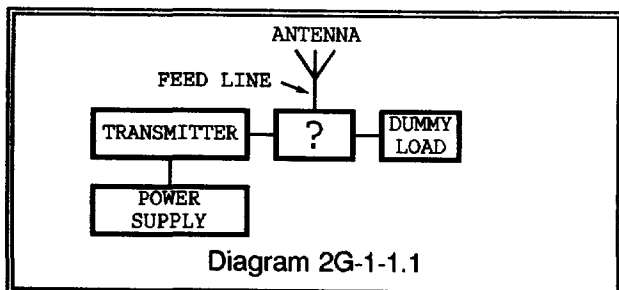 ANTENNA
FEED LINE
TRANSMITTER
?
DUMMY
LOAD
POWER
SUPPLY
Diagram 2G-1-1.1